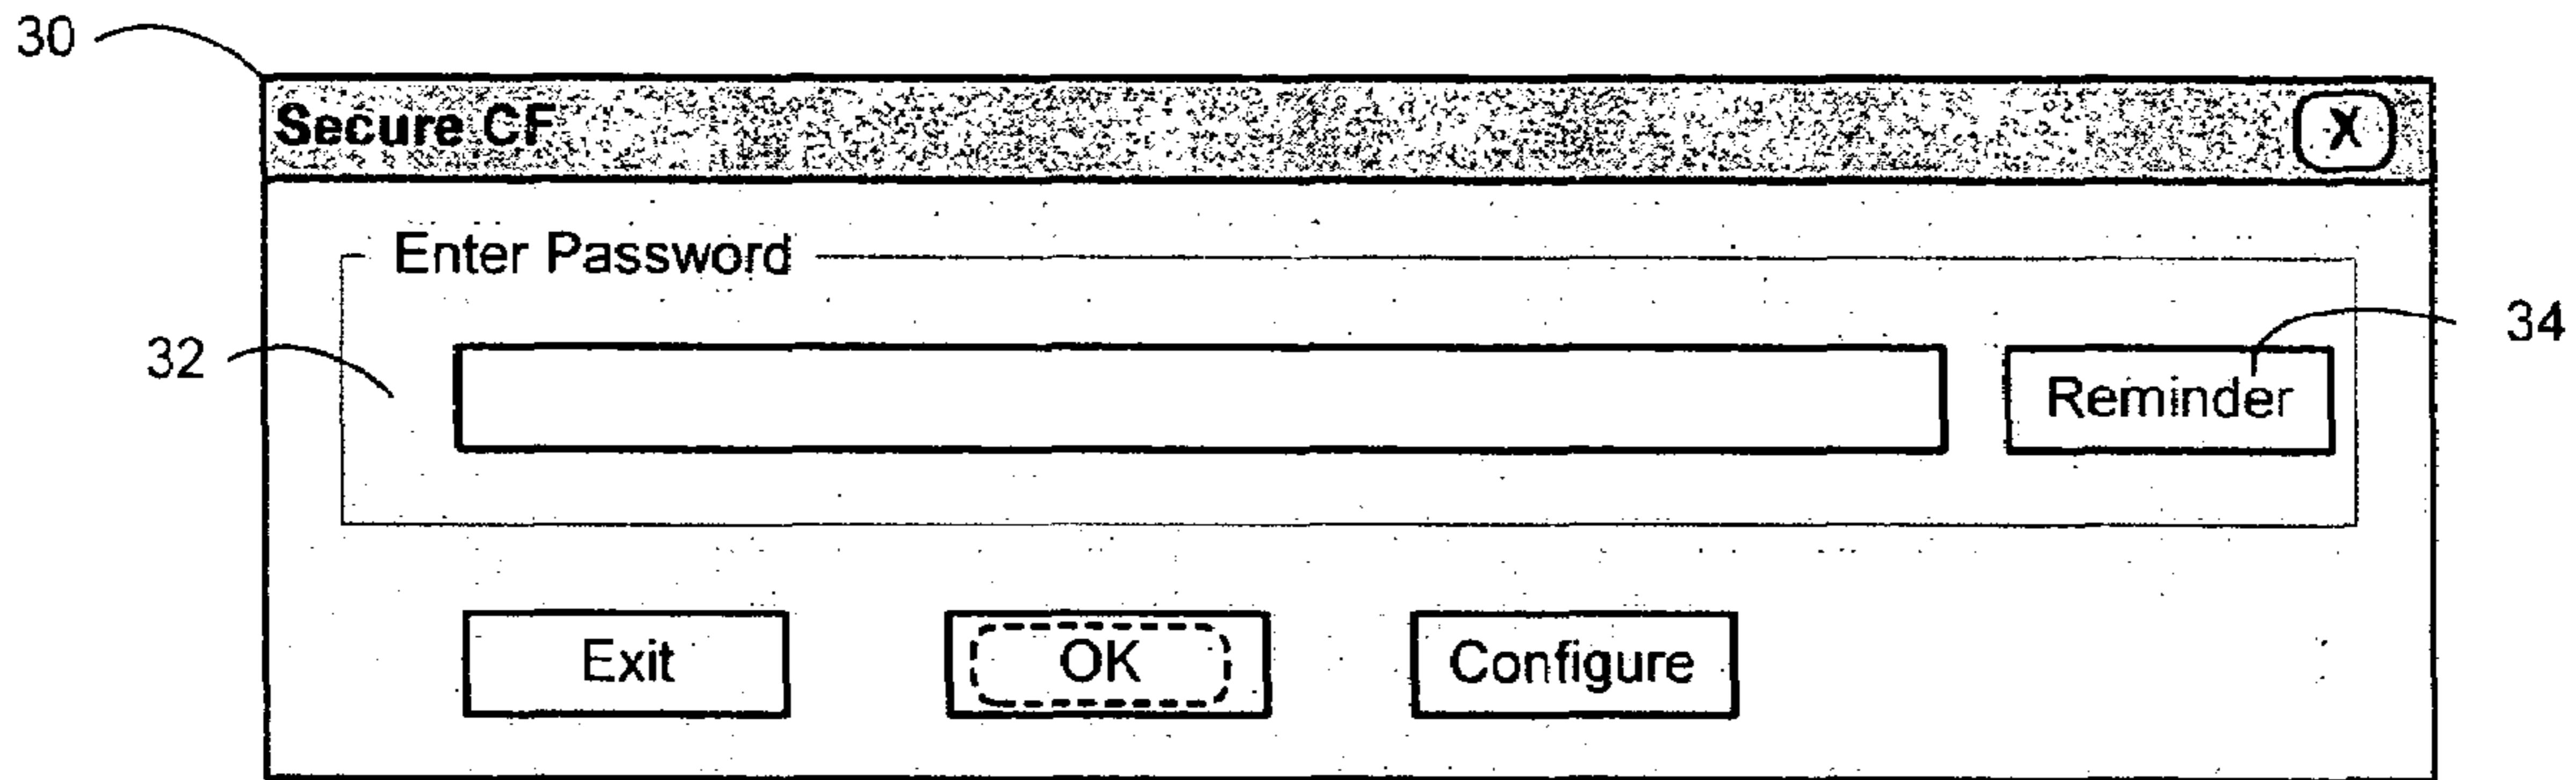 30
Secure CF X
Enter Password
32
Reminder
34
Exit OK Configure